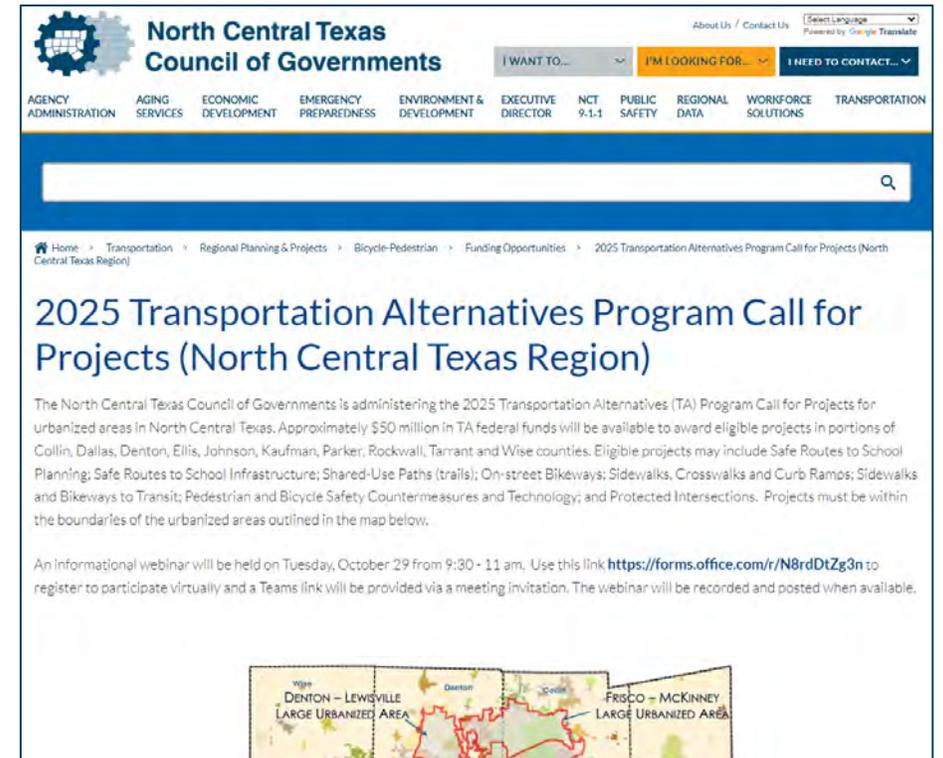 North Central Texas
Council of Governments
About Us / Contact Us
Select Language
Powered by Google Translate
I WANT TO...
I'M LOOKING FOR...
I NEED TO CONTACT...
AGENCY
ADMINISTRATION
AGING
SERVICES
ECONOMIC
DEVELOPMENT
EMERGENCY
PREPAREDNESS
ENVIRONMENT &
DEVELOPMENT
EXECUTIVE
DIRECTOR
NCT
9-1-1
PUBLIC
SAFETY
REGIONAL
DATA
WORKFORCE
SOLUTIONS
TRANSPORTATION
Home > Transportation > Regional Planning & Projects > Bicycle-Pedestrian > Funding Opportunities > 2025 Transportation Alternatives Program Call for Projects (North
Central Texas Region)
2025 Transportation Alternatives Program Call for
Projects (North Central Texas Region)
The North Central Texas Council of Governments is administering the 2025 Transportation Alternatives (TA) Program Call for Projects for
urbanized areas in North Central Texas. Approximately $50 million in TA federal funds will be available to award eligible projects in portions of
Collin, Dallas, Denton, Ellis, Johnson, Kaufman, Parker, Rockwall, Tarrant and Wise counties. Eligible projects may include Safe Routes to School
Planning; Safe Routes to School Infrastructure; Shared-Use Paths (trails); On-street Bikeways; Sidewalks, Crosswalks and Curb Ramps; Sidewalks
and Bikeways to Transit; Pedestrian and Bicycle Safety Countermeasures and Technology; and Protected Intersections. Projects must be within
the boundaries of the urbanized areas outlined in the map below.
An informational webinar will be held on Tuesday, October 29 from 9:30 - 11 am. Use this link https://forms.office.com/r/N8rdDtZg3n to
register to participate virtually and a Teams link will be provided via a meeting invitation. The webinar will be recorded and posted when available.
Wise
Denton
Collin
DENTON – LEWISVILLE
LARGE URBANIZED AREA
FRISCO – MCKINNEY
LARGE URBANIZED AREA